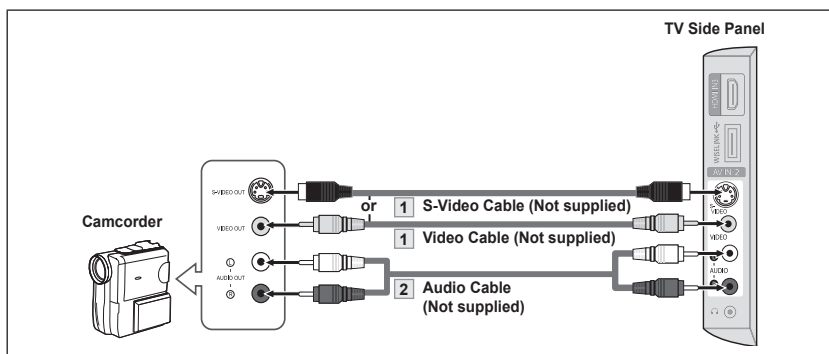 TV Side Panel
HDMI IN 3
WISELINK
AV IN 2
S-VIDEO OUT
or
1 S-Video Cable (Not supplied)
S-
VIDEO
Camcorder
VIDEO OUT
1 Video Cable (Not supplied)
VIDEO
L
AUDIO OUT
R
AUDIO
2 Audio Cable
(Not supplied)